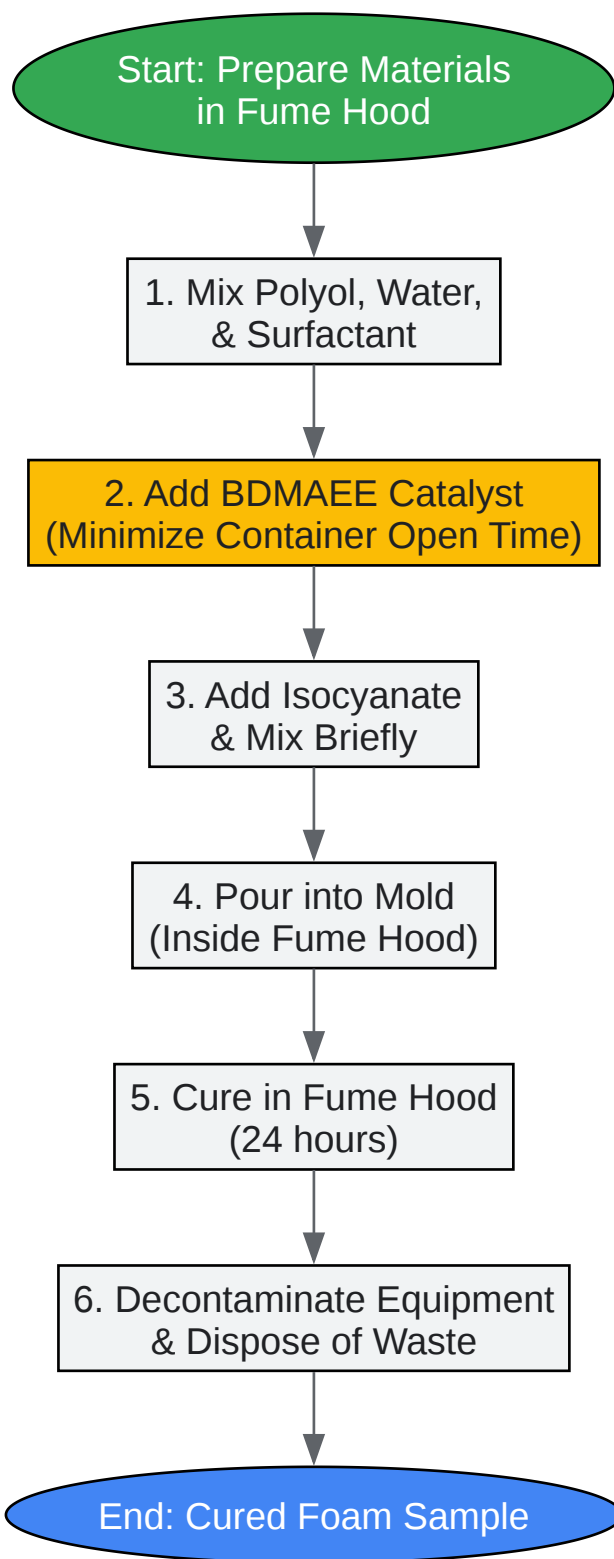 Start: Prepare Materials
in Fume Hood
1. Mix Polyol, Water,
& Surfactant
2. Add BDMAEE Catalyst
(Minimize Container Open Time)
3. Add Isocyanate
& Mix Briefly
4. Pour into Mold
(Inside Fume Hood)
5. Cure in Fume Hood
(24 hours)
6. Decontaminate Equipment
& Dispose of Waste
End: Cured Foam Sample